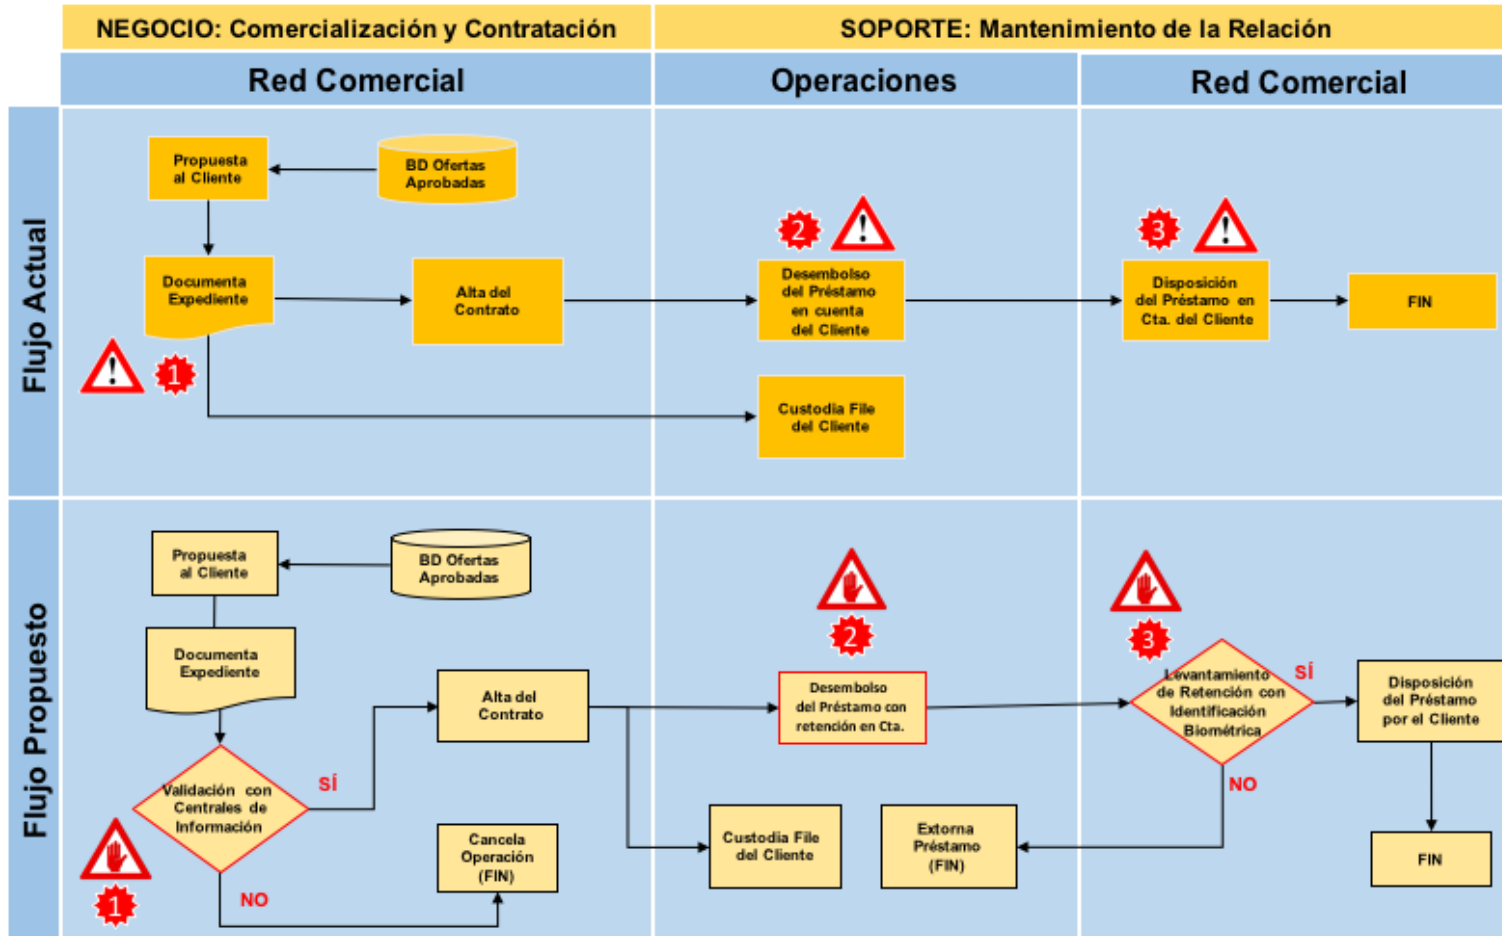 NEGOCIO: Comercialización y Contratación
SOPORTE: Mantenimiento de la Relación
Red Comercial
Operaciones
Red Comercial
Flujo Actual
Propuesta
al Cliente
BD Ofertas
Aprobadas
Documenta
Expediente
Alta del
Contrato
1
2
Desembolso
del Préstamo
en cuenta
del Cliente
3
Disposición
del Préstamo en
Cta. del Cliente
FIN
Custodia File
del Cliente
Flujo Propuesto
Propuesta
al Cliente
BD Ofertas
Aprobadas
Documenta
Expediente
Validación con
Centrales de
Información
SÍ
NO
1
Alta del
Contrato
Cancela
Operación
(FIN)
2
Desembolso
del Préstamo con
retención en Cta.
Custodia File
del Cliente
Extorna
Préstamo
(FIN)
3
Levantamiento
de Retención con
Identificación
Biométrica
SÍ
NO
Disposición
del Préstamo
por el Cliente
FIN